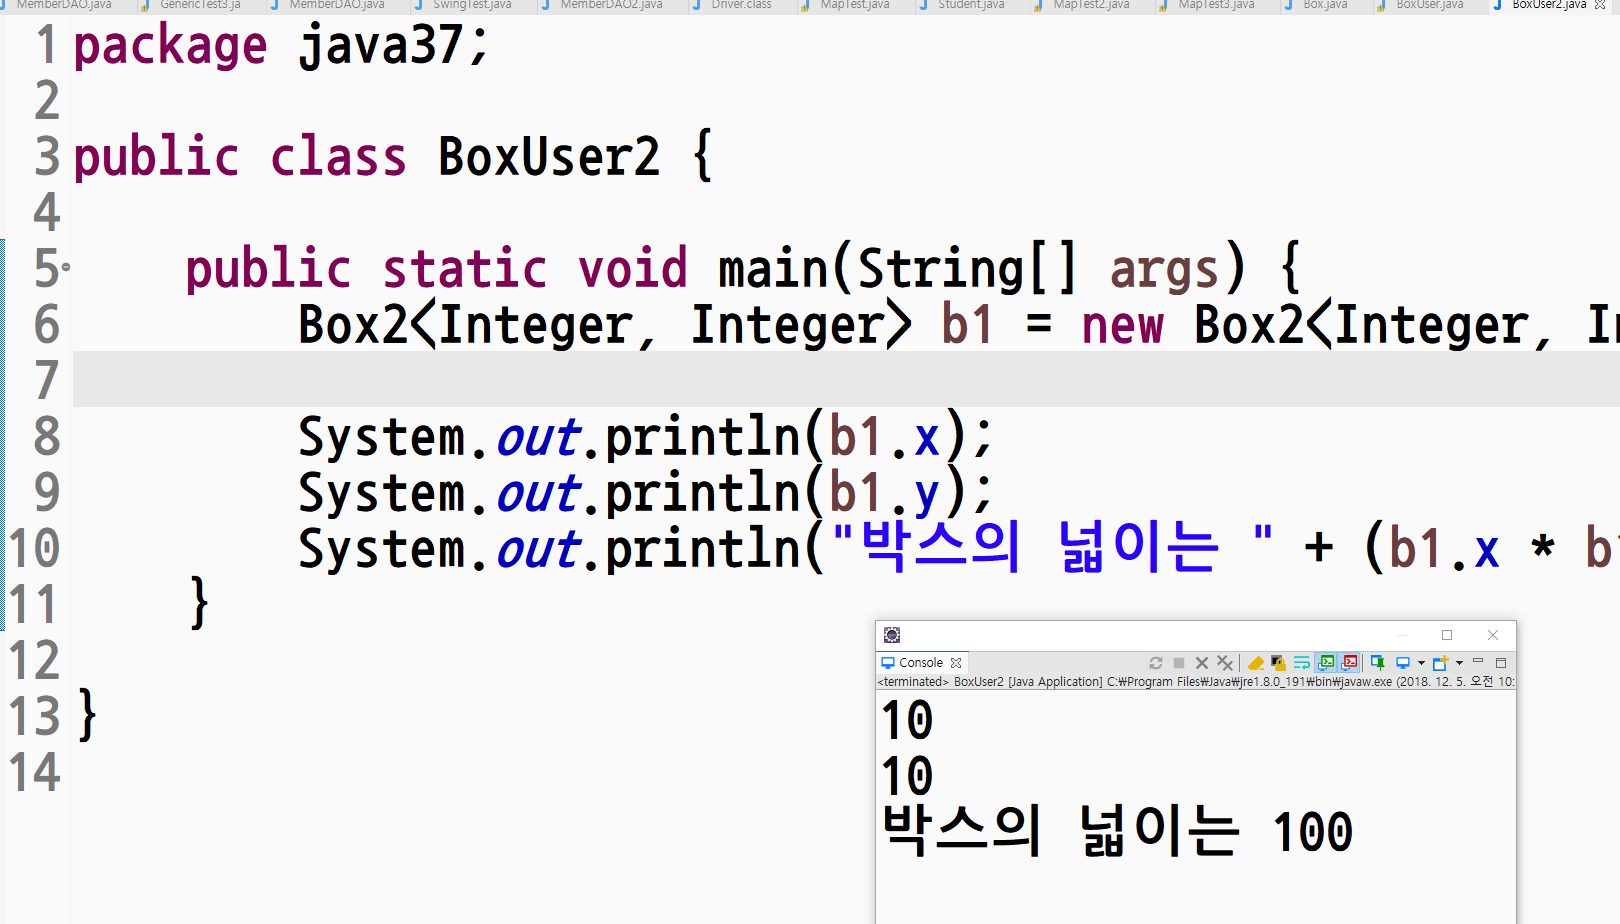 MemberDAO.java GenericTest3.ja MemberDAO.java SwingTest.java MemberDAO2.java Driver.class MapTest.java Student.java MapTest2.java MapTest3.java Box.java BoxUser.java BoxUser2.java
1 package java37;
2
3 public class BoxUser2 {
4
5 public static void main(String[] args) {
6 Box2<Integer, Integer> b1 = new Box2<Integer, In
7
8 System.out.println(b1.x);
9 System.out.println(b1.y);
10 System.out.println("박스의 넓이는 " + (b1.x * b1
11 }
12
13 }
14
Console
<terminated> BoxUser2 [Java Application] C:₩Program Files₩Java₩jre1.8.0_191₩bin₩javaw.exe (2018. 12. 5. 오전 10:
10
10
박스의 넓이는 100